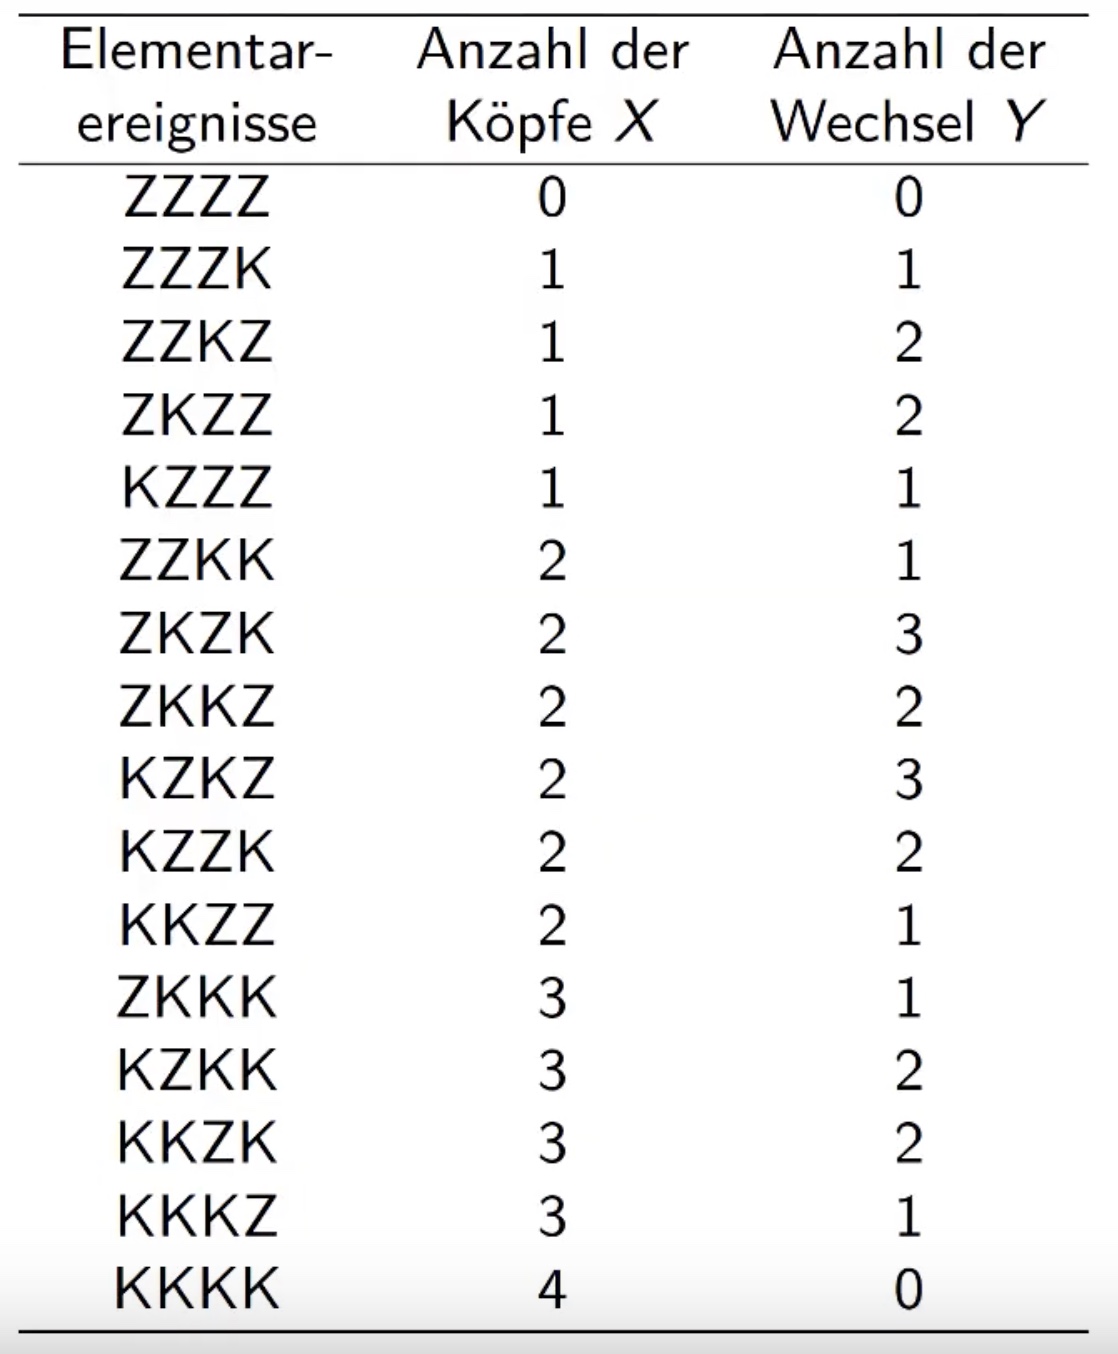 Elementar- Anzahl der Anzahl der
ereignisse Köpfe X Wechsel Y
ZZZZ 0 0
ZZZK 1 1
ZZKZ 1 2
ZKZZ 1 2
KZZZ 1 1
ZZKK 2 1
ZKZK 2 3
ZKKZ 2 2
KZKZ 2 3
KZZK 2 2
KKZZ 2 1
ZKKK 3 1
KZKK 3 2
KKZK 3 2
KKKZ 3 1
KKKK 4 0